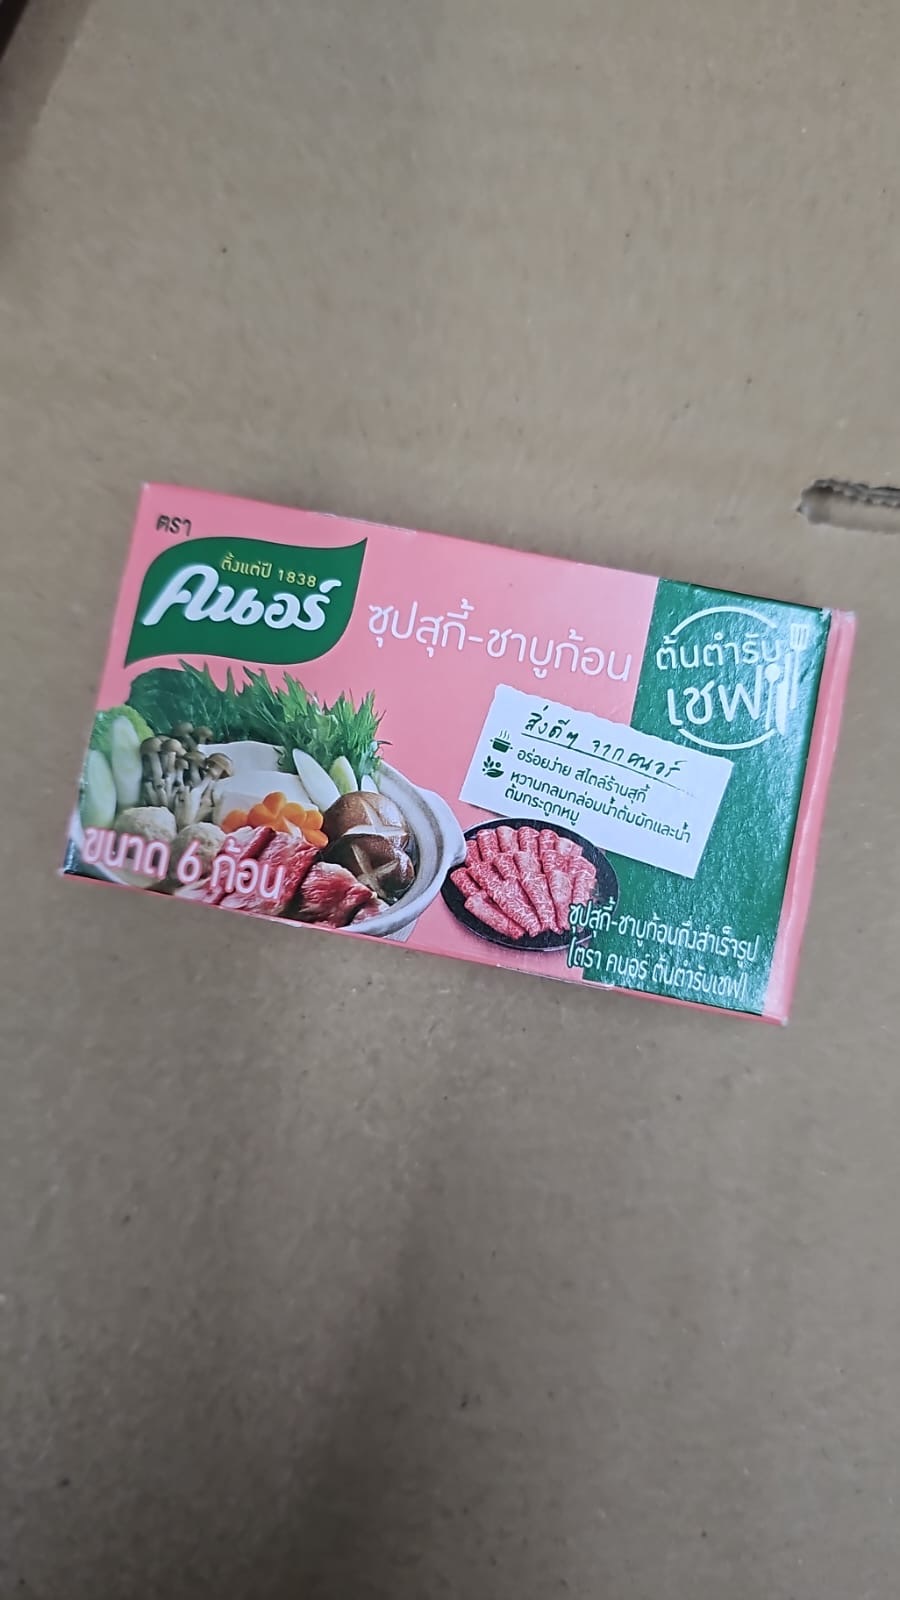 ตรา
ตั้งแต่ปี 1838
คนอร์
ซุปสุกี้-ชาบูก้อน
ต้นตำรับ
เชฟ
สิ่งดีๆ จากคนอร์
อร่อยง่าย สไตล์ร้านสุกี้
หวานกลมกล่อมน้ำต้มผักและน้ำ
ต้มกระดูกหมู
ขนาด 6 ก้อน
ซุปสุกี้-ชาบูก้อนกึ่งสำเร็จรูป
(ตรา คนอร์ ต้นตำรับเชฟ)